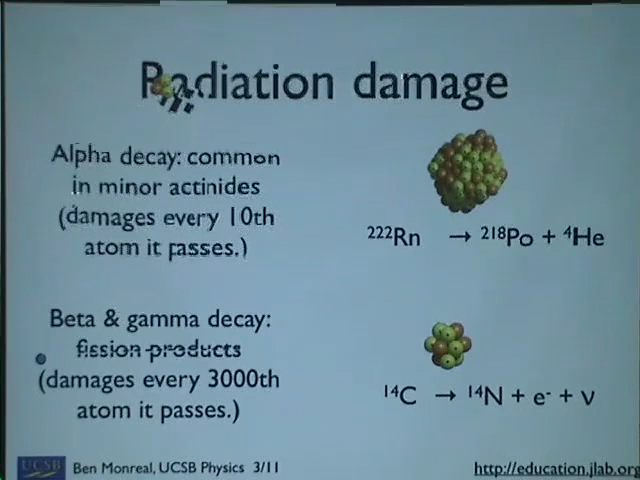 Radiation damage
Alpha decay: common
in minor actinides
(damages every 10th
atom it passes.)
²²²Rn → ²¹⁸Po + ⁴He
Beta & gamma decay:
fission products
(damages every 3000th
atom it passes.)
¹⁴C → ¹⁴N + e⁻ + ν
UCSB
Ben Monreal, UCSB Physics 3/11
http://education.jlab.org